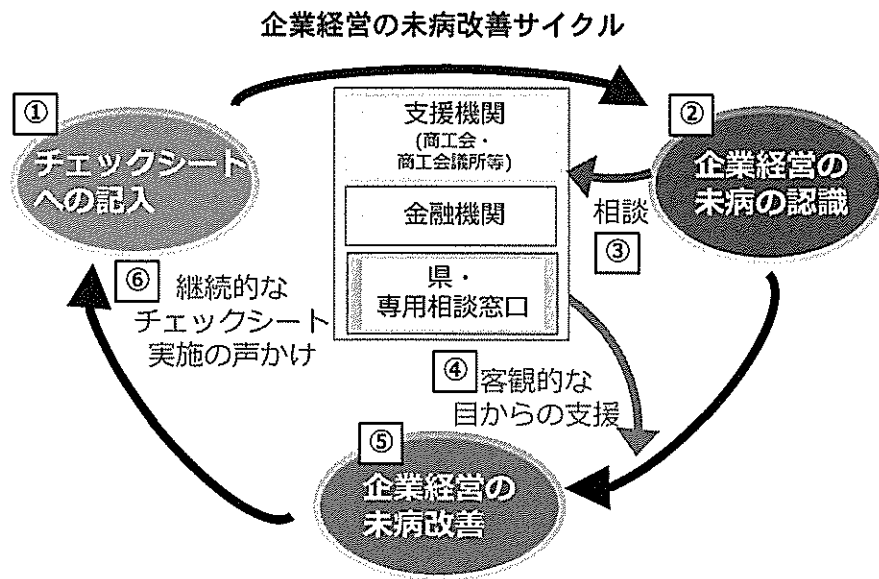 企業経営の未病改善サイクル
①
チェックシート
への記入
支援機関
(商工会・
商工会議所等)
金融機関
県・
専用相談窓口
②
企業経営の
未病の認識
相談
③
④
客観的な
目からの支援
⑤
企業経営の
未病改善
⑥
継続的な
チェックシート
実施の声かけ